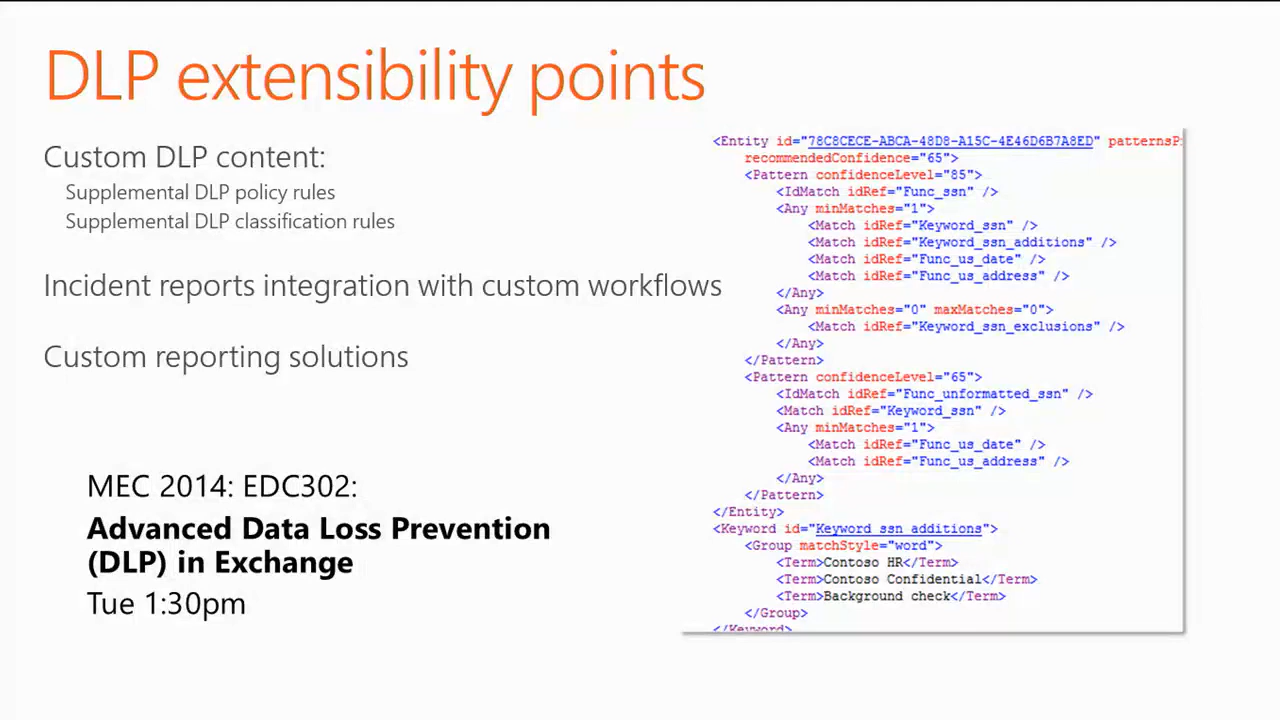 DLP extensibility points
Custom DLP content:
Supplemental DLP policy rules
Supplemental DLP classification rules
Incident reports integration with custom workflows
Custom reporting solutions
MEC 2014: EDC302:
Advanced Data Loss Prevention
(DLP) in Exchange
Tue 1:30pm
<Entity id="78C8CECE-ABCA-48D8-A15C-4E46D6B7A8ED" patternsP
recommendedConfidence="65">
<Pattern confidenceLevel="85">
<IdMatch idRef="Func_ssn" />
<Any minMatches="1">
<Match idRef="Keyword_ssn" />
<Match idRef="Keyword_ssn_additions" />
<Match idRef="Func_us_date" />
<Match idRef="Func_us_address" />
</Any>
<Any minMatches="0" maxMatches="0">
<Match idRef="Keyword_ssn_exclusions" />
</Any>
</Pattern>
<Pattern confidenceLevel="65">
<IdMatch idRef="Func_unformatted_ssn" />
<Match idRef="Keyword_ssn" />
<Any minMatches="1">
<Match idRef="Func_us_date" />
<Match idRef="Func_us_address" />
</Any>
</Pattern>
</Entity>
<Keyword id="Keyword_ssn_additions">
<Group matchStyle="word">
<Term>Contoso HR</Term>
<Term>Contoso Confidential</Term>
<Term>Background check</Term>
</Group>
</Keyword>